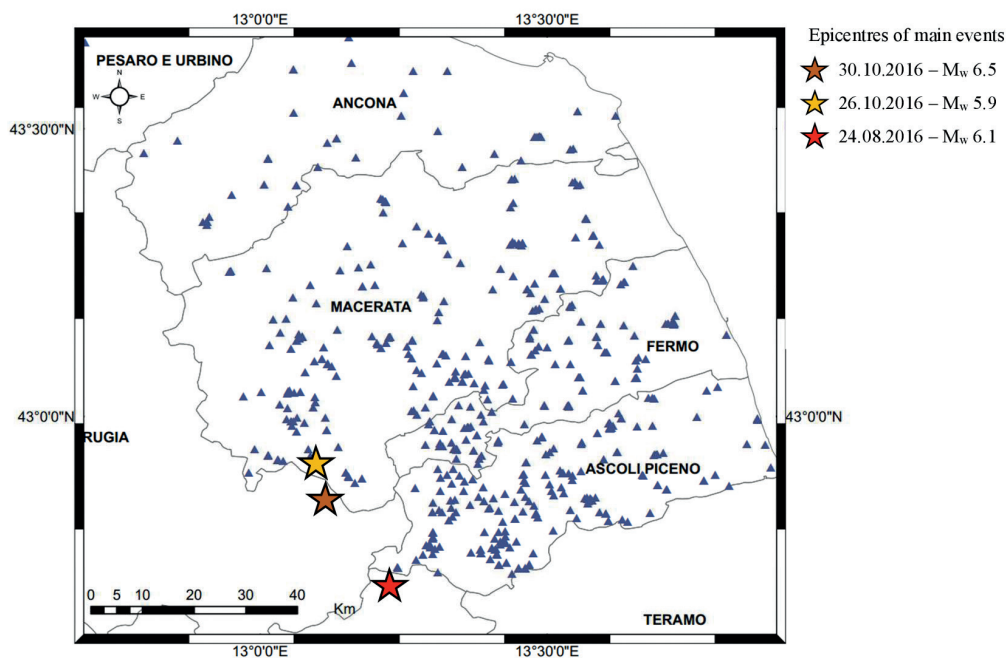 13°0'0"E 13°30'0"E
Epicentres of main events
30.10.2016 – Mw 6.5
26.10.2016 – Mw 5.9
24.08.2016 – Mw 6.1
PESARO E URBINO
N
W E
S
ANCONA
43°30'0"N
MACERATA
FERMO
43°0'0"N 43°0'0"N
RUGIA
ASCOLI PICENO
0 5 10 20 30 40
Km
TERAMO
13°0'0"E 13°30'0"E